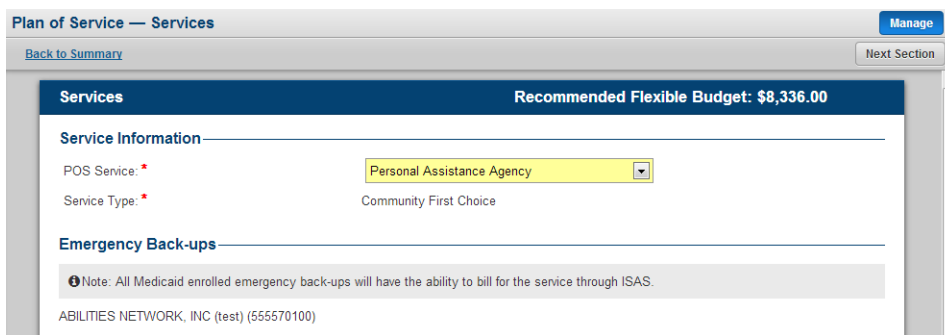 Plan of Service — Services
Manage
Back to Summary
Next Section
Services
Recommended Flexible Budget: $8,336.00
Service Information
POS Service: *
Personal Assistance Agency
Service Type: *
Community First Choice
Emergency Back-ups
Note: All Medicaid enrolled emergency back-ups will have the ability to bill for the service through ISAS.
ABILITIES NETWORK, INC (test) (555570100)